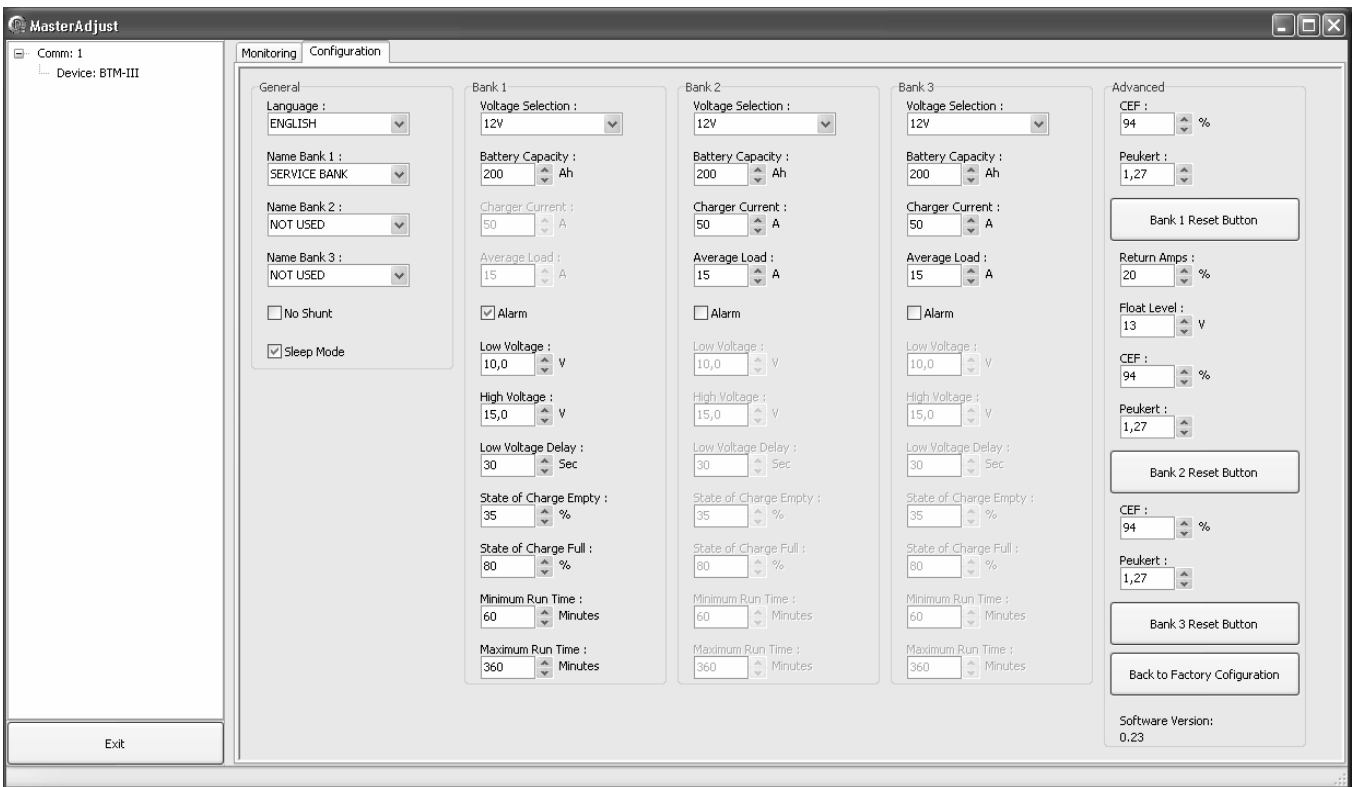 MasterAdjust
Comm: 1
Device: BTM-III
Exit
Monitoring
Configuration
General
Language :
ENGLISH
Name Bank 1 :
SERVICE BANK
Name Bank 2 :
NOT USED
Name Bank 3 :
NOT USED
No Shunt
Sleep Mode
Bank 1
Voltage Selection :
12V
Battery Capacity :
200 Ah
Charger Current :
50 A
Average Load :
15 A
Alarm
Low Voltage :
10,0 V
High Voltage :
15,0 V
Low Voltage Delay :
30 Sec
State of Charge Empty :
35 %
State of Charge Full :
80 %
Minimum Run Time :
60 Minutes
Maximum Run Time :
360 Minutes
Bank 2
Voltage Selection :
12V
Battery Capacity :
200 Ah
Charger Current :
50 A
Average Load :
15 A
Alarm
Low Voltage :
10,0 V
High Voltage :
15,0 V
Low Voltage Delay :
30 Sec
State of Charge Empty :
35 %
State of Charge Full :
80 %
Minimum Run Time :
60 Minutes
Maximum Run Time :
360 Minutes
Bank 3
Voltage Selection :
12V
Battery Capacity :
200 Ah
Charger Current :
50 A
Average Load :
15 A
Alarm
Low Voltage :
10,0 V
High Voltage :
15,0 V
Low Voltage Delay :
30 Sec
State of Charge Empty :
35 %
State of Charge Full :
80 %
Minimum Run Time :
60 Minutes
Maximum Run Time :
360 Minutes
Advanced
CEF :
94 %
Peukert :
1,27
Bank 1 Reset Button
Return Amps :
20 %
Float Level :
13 V
CEF :
94 %
Peukert :
1,27
Bank 2 Reset Button
CEF :
94 %
Peukert :
1,27
Bank 3 Reset Button
Back to Factory Cofiguration
Software Version:
0.23